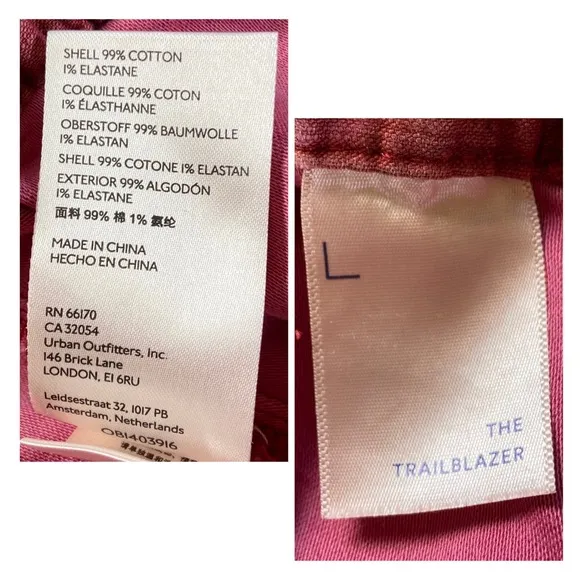 SHELL 99% COTTON
1% ELASTANE
COQUILLE 99% COTON
1% ÉLASTHANNE
OBERSTOFF 99% BAUMWOLLE
1% ELASTAN
SHELL 99% COTONE 1% ELASTAN
EXTERIOR 99% ALGODÓN
1% ELASTANE
面料 99% 棉 1% 氨纶
MADE IN CHINA
HECHO EN CHINA
RN 66170
CA 32054
Urban Outfitters, Inc.
146 Brick Lane
LONDON, E1 6RU
Leidsestraat 32, 1017 PB
Amsterdam, Netherlands
OB1403916
L
THE
TRAILBLAZER